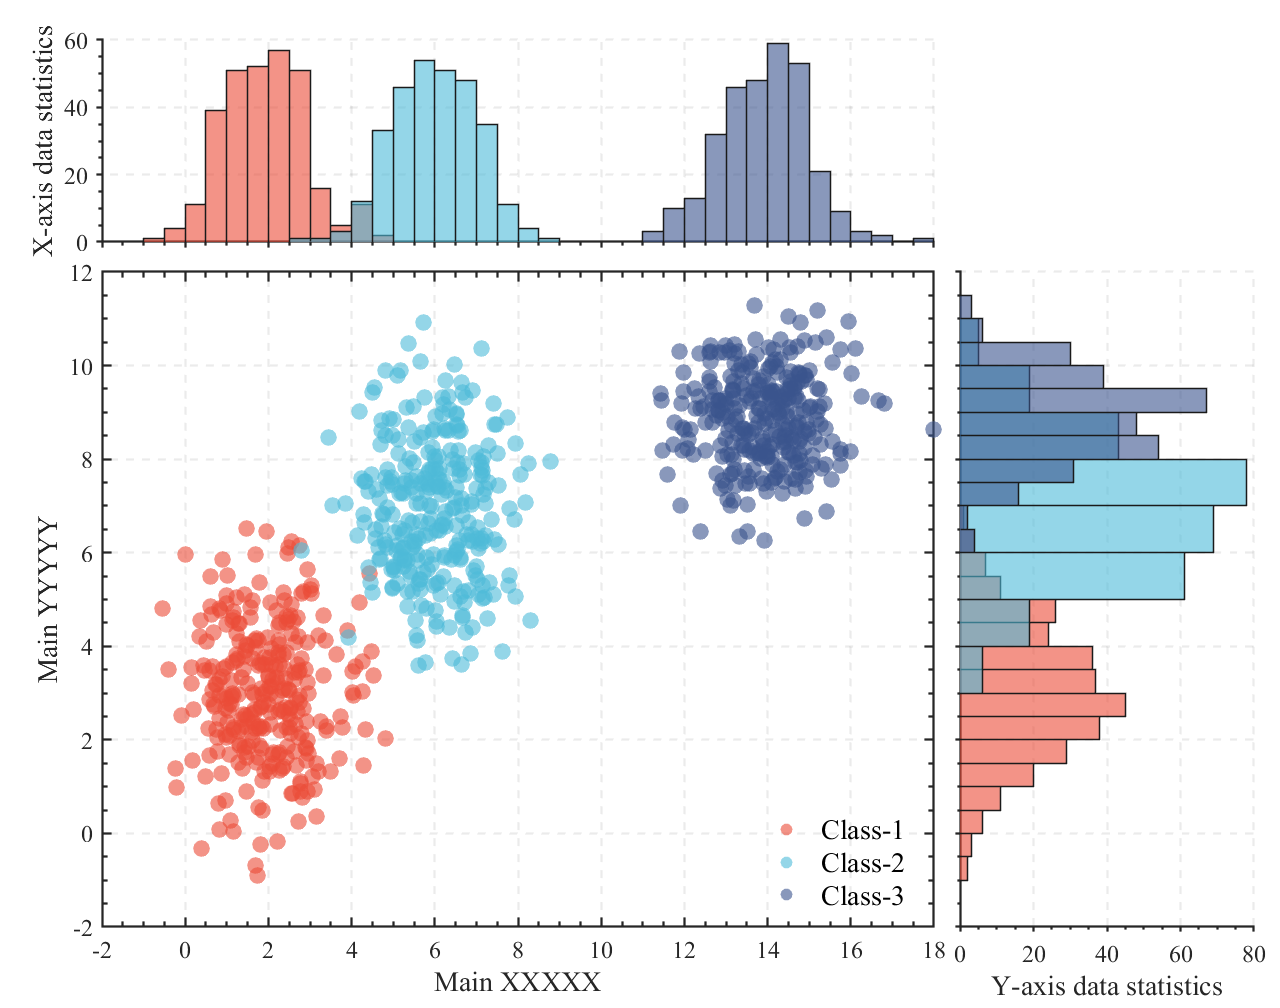 X-axis data statistics
60
40
20
0
12
10
8
6
4
2
0
-2
Main YYYYY
Class-1
Class-2
Class-3
-2 0 2 4 6 8 10 12 14 16 18
Main XXXXX
0 20 40 60 80
Y-axis data statistics